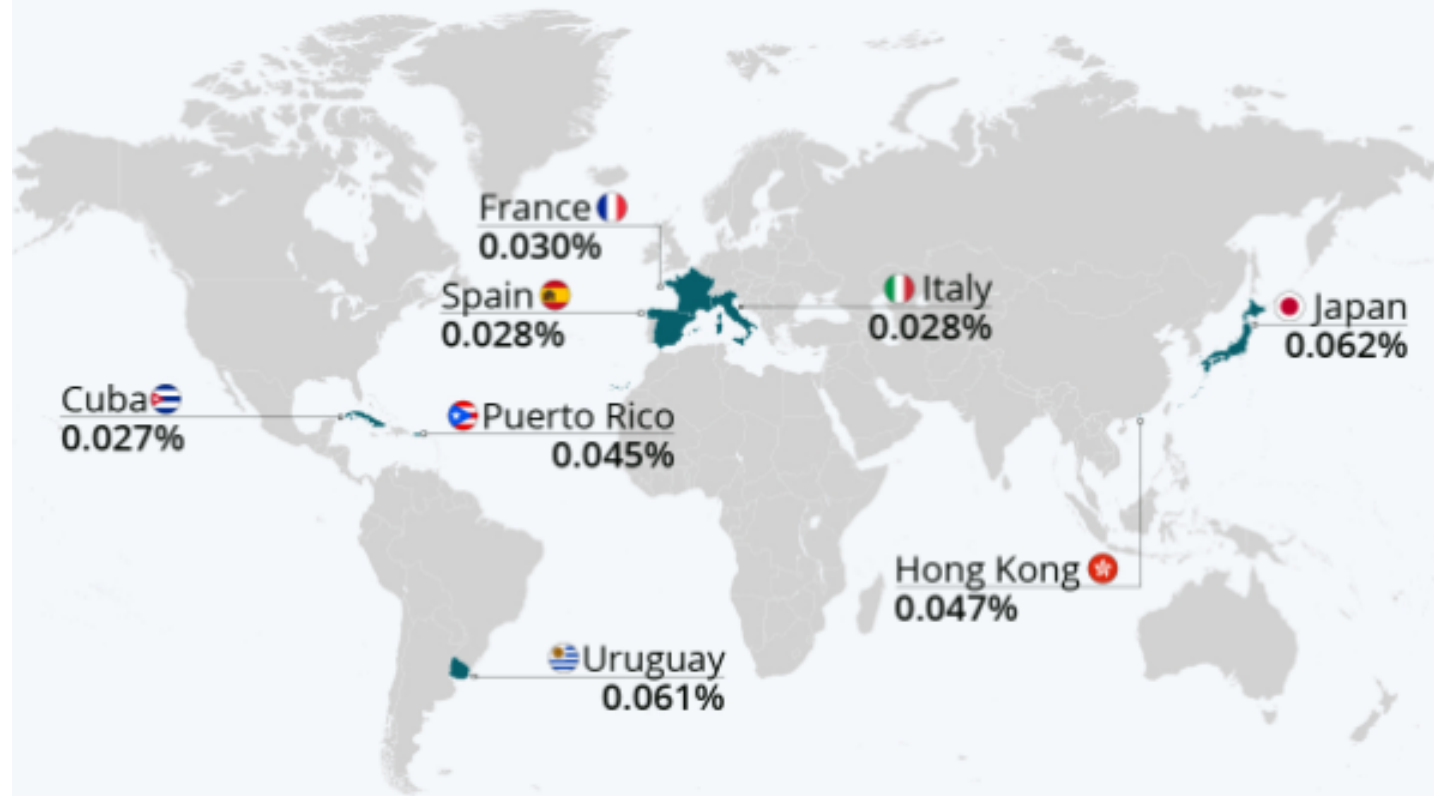 France
0.030%
Spain
0.028%
Italy
0.028%
Japan
0.062%
Cuba
0.027%
Puerto Rico
0.045%
Hong Kong
0.047%
Uruguay
0.061%